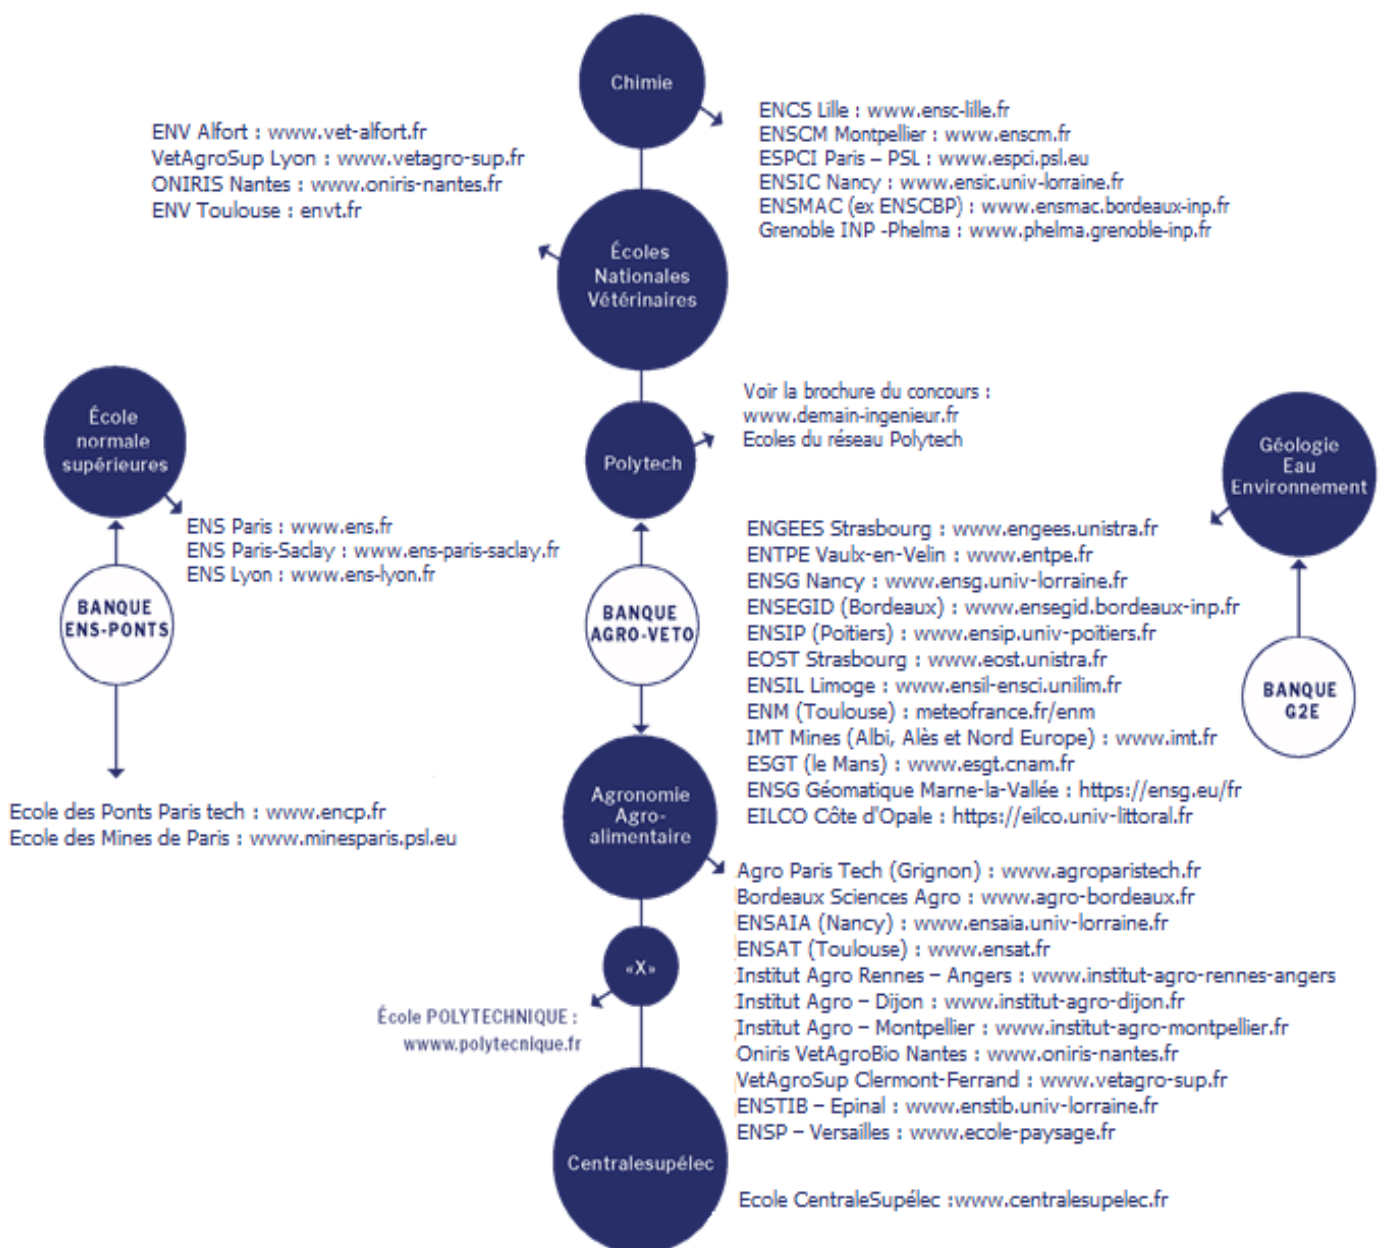 Chimie
ENCS Lille : www.ensc-lille.fr
ENSCM Montpellier : www.enscm.fr
ESPCI Paris – PSL : www.espci.psl.eu
ENSIC Nancy : www.ensic.univ-lorraine.fr
ENSMAC (ex ENSCBP) : www.ensmac.bordeaux-inp.fr
Grenoble INP -Phelma : www.phelma.grenoble-inp.fr
ENV Alfort : www.vet-alfort.fr
VetAgroSup Lyon : www.vetagro-sup.fr
ONIRIS Nantes : www.oniris-nantes.fr
ENV Toulouse : envt.fr
Écoles
Nationales
Vétérinaires
École
normale
supérieures
ENS Paris : www.ens.fr
ENS Paris-Saclay : www.ens-paris-saclay.fr
ENS Lyon : www.ens-lyon.fr
BANQUE
ENS-PONTS
Ecole des Ponts Paris tech : www.encp.fr
Ecole des Mines de Paris : www.minesparis.psl.eu
Polytech
Voir la brochure du concours :
www.demain-ingenieur.fr
Ecoles du réseau Polytech
BANQUE
AGRO-VETO
Géologie
Eau
Environnement
ENGEES Strasbourg : www.engees.unistra.fr
ENTPE Vaulx-en-Velin : www.entpe.fr
ENSG Nancy : www.ensg.univ-lorraine.fr
ENSEGID (Bordeaux) : www.ensegid.bordeaux-inp.fr
ENSIP (Poitiers) : www.ensip.univ-poitiers.fr
EOST Strasbourg : www.eost.unistra.fr
ENSIL Limoge : www.ensil-ensci.unilim.fr
ENM (Toulouse) : meteofrance.fr/enm
IMT Mines (Albi, Alès et Nord Europe) : www.imt.fr
ESGT (le Mans) : www.esgt.cnam.fr
ENSG Géomatique Marne-la-Vallée : https://ensg.eu/fr
EILCO Côte d'Opale : https://eilco.univ-littoral.fr
BANQUE
G2E
Agronomie
Agro-
alimentaire
Agro Paris Tech (Grignon) : www.agroparistech.fr
Bordeaux Sciences Agro : www.agro-bordeaux.fr
ENSAIA (Nancy) : www.ensaia.univ-lorraine.fr
ENSAT (Toulouse) : www.ensat.fr
Institut Agro Rennes – Angers : www.institut-agro-rennes-angers
Institut Agro – Dijon : www.institut-agro-dijon.fr
Institut Agro – Montpellier : www.institut-agro-montpellier.fr
Oniris VetAgroBio Nantes : www.oniris-nantes.fr
VetAgroSup Clermont-Ferrand : www.vetagro-sup.fr
ENSTIB – Epinal : www.enstib.univ-lorraine.fr
ENSP – Versailles : www.ecole-paysage.fr
«X»
École POLYTECHNIQUE :
wwww.polytecnique.fr
Centralesupélec
Ecole CentraleSupélec :www.centralesupelec.fr